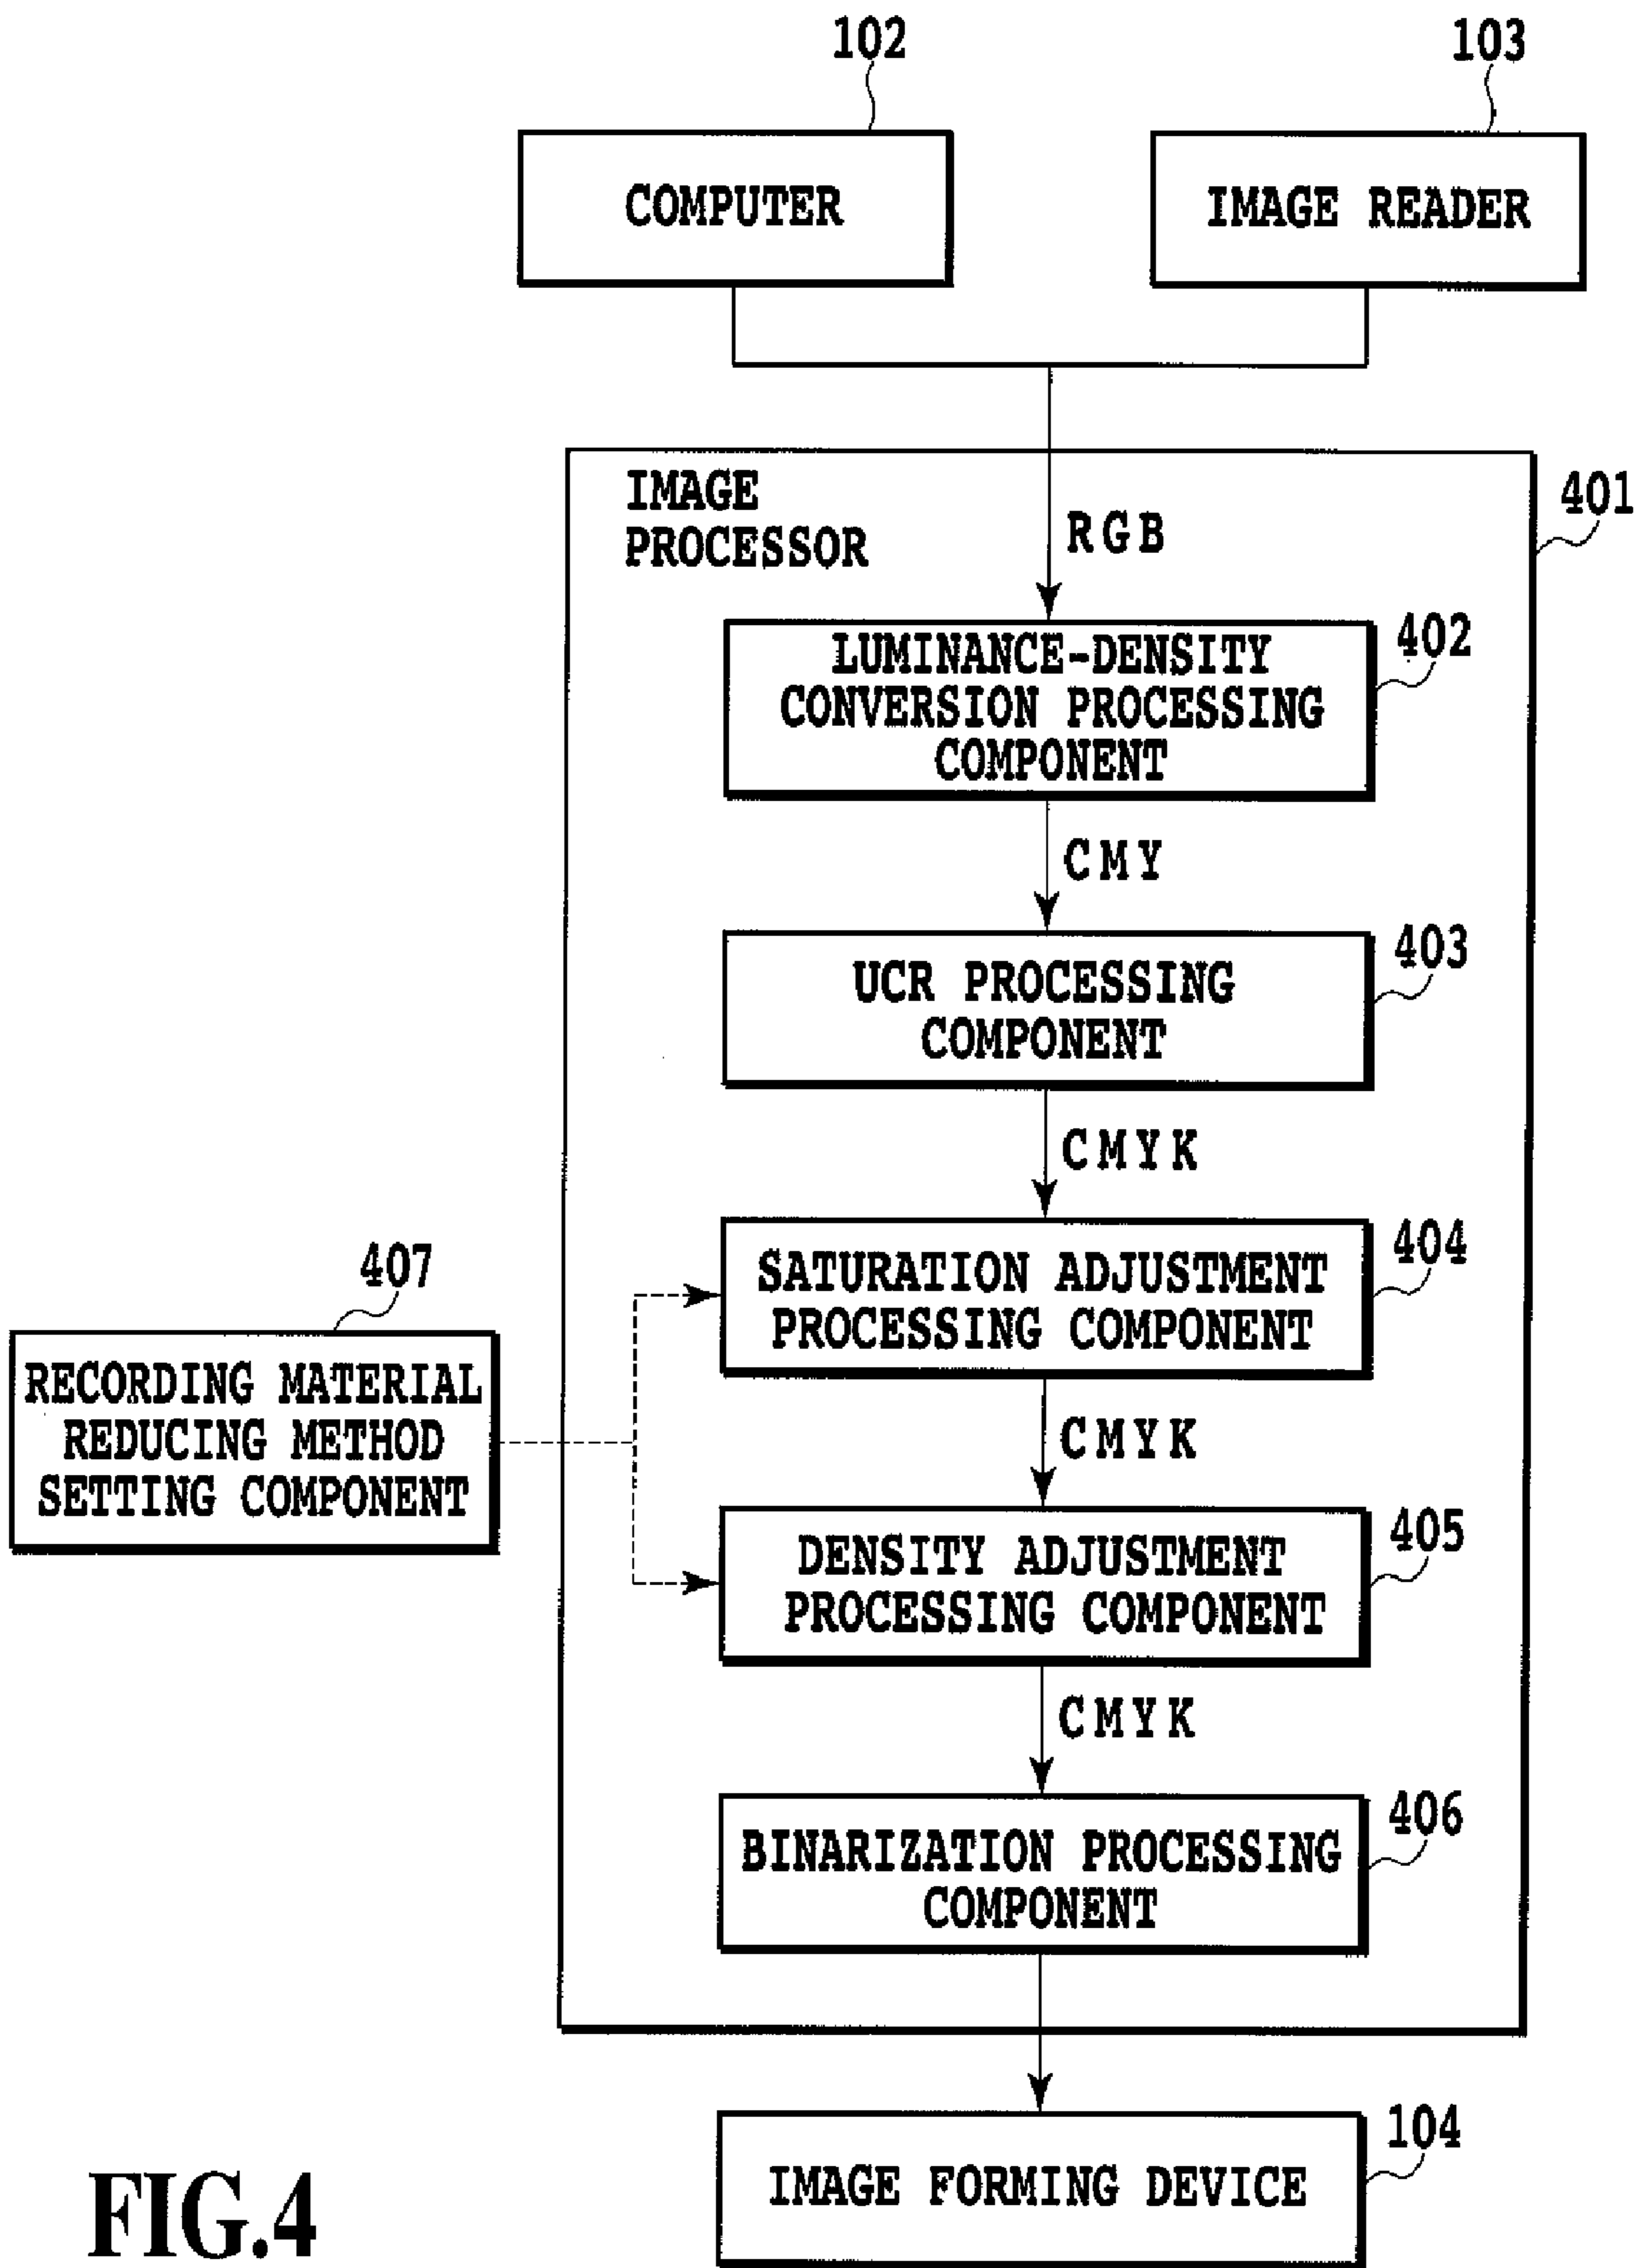 102
103
COMPUTER
IMAGE READER
IMAGE
PROCESSOR
401
RGB
LUMINANCE-DENSITY
CONVERSION PROCESSING
COMPONENT
402
CMY
UCR PROCESSING
COMPONENT
403
CMYK
SATURATION ADJUSTMENT
PROCESSING COMPONENT
404
407
RECORDING MATERIAL
REDUCING METHOD
SETTING COMPONENT
CMYK
DENSITY ADJUSTMENT
PROCESSING COMPONENT
405
CMYK
BINARIZATION PROCESSING
COMPONENT
406
IMAGE FORMING DEVICE
104
FIG.4